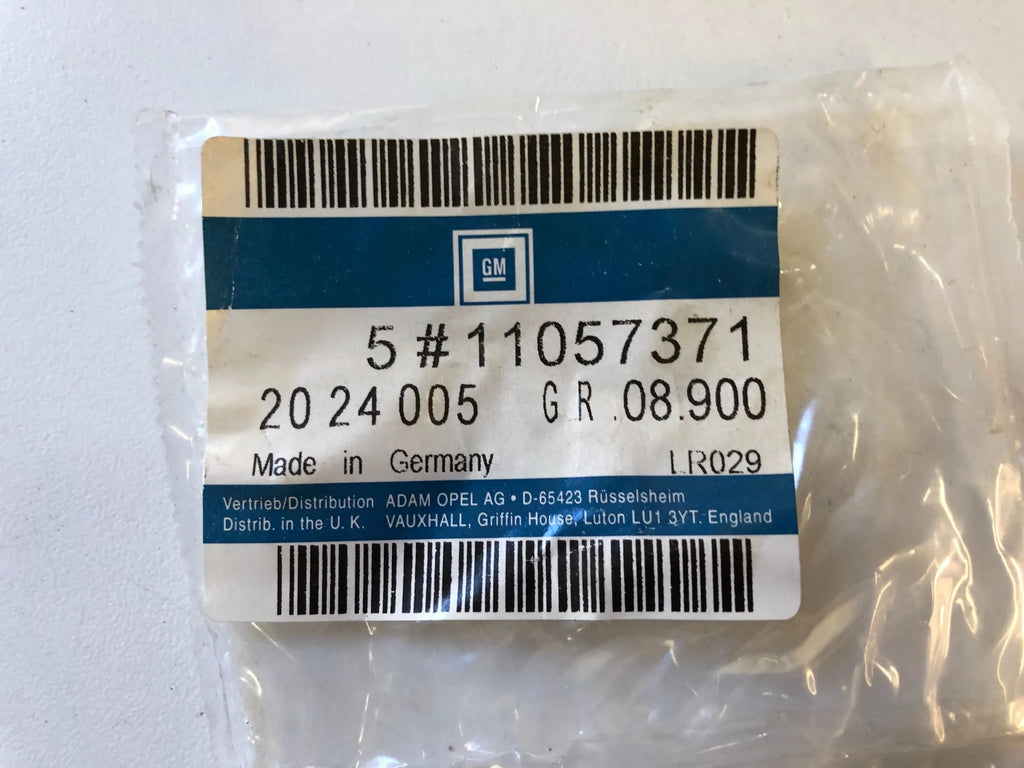 GM
5 # 11057371
20 24 005 GR .08.900
Made in Germany LR029
Vertrieb/Distribution ADAM OPEL AG • D-65423 Rüsselsheim
Distrib. in the U. K. VAUXHALL, Griffin House, Luton LU1 3YT. England